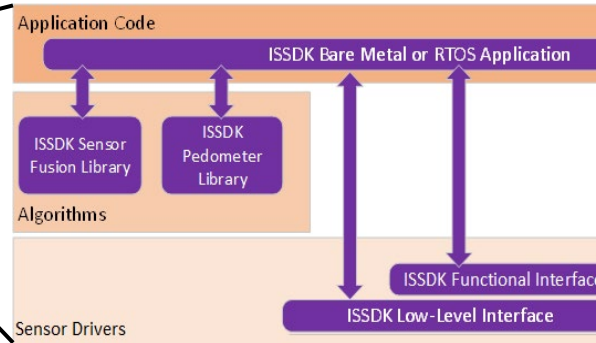 Application Code
ISSDK Bare Metal or RTOS Application
ISSDK Sensor
Fusion Library
ISSDK
Pedometer
Library
Algorithms
ISSDK Functional Interface
ISSDK Low-Level Interface
Sensor Drivers